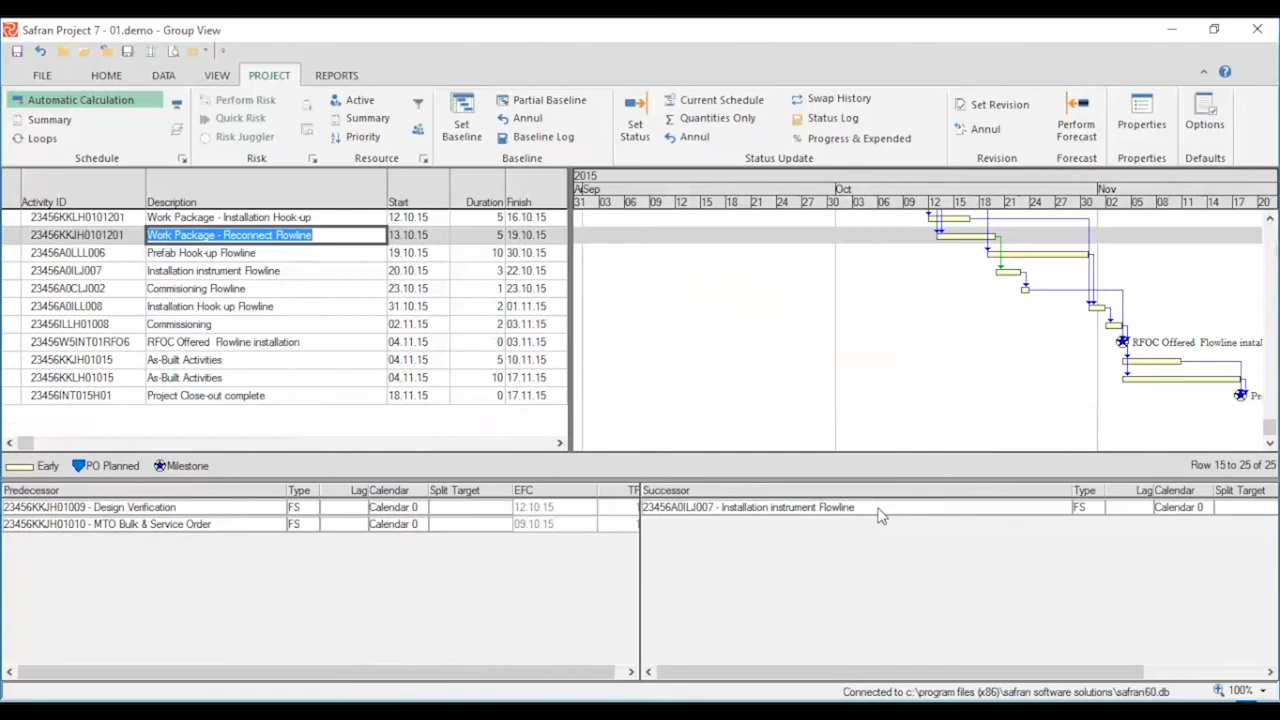 Safran Project 7 - 01.demo - Group View
FILE HOME DATA VIEW PROJECT REPORTS
Automatic Calculation
Summary
Loops
Schedule
Perform Risk
Quick Risk
Risk Juggler
Risk
Active
Summary
Priority
Resource
Set Baseline
Partial Baseline
Annul
Baseline Log
Baseline
Set Status
Current Schedule
Quantities Only
Annul
Swap History
Status Log
Progress & Expended
Status Update
Set Revision
Annul
Revision
Perform Forecast
Forecast
Properties
Properties
Options
Defaults
2015
Sep Oct Nov
Activity ID Description Start Duration Finish
31 03 06 09 12 15 18 21 24 27 30 03 06 09 12 15 18 21 24 27 30 02 05 08 11 14 17 20
23456KKLH0101201 Work Package - Installation Hook-up 12.10.15 5 16.10.15
23456KKJH0101201 Work Package - Reconnect Flowline 13.10.15 5 19.10.15
23456A0LLL006 Prefab Hook-up Flowline 19.10.15 10 30.10.15
23456A0ILJ007 Installation instrument Flowline 20.10.15 3 22.10.15
23456A0CLJ002 Commisioning Flowline 23.10.15 1 23.10.15
23456A0ILL008 Installation Hook up Flowline 31.10.15 2 01.11.15
23456ILLH01008 Commissioning 02.11.15 2 03.11.15
23456W5INT01RFO6 RFOC Offered Flowline installation 04.11.15 0 03.11.15 RFOC Offered Flowline instal
23456KKJH01015 As-Built Activities 04.11.15 5 10.11.15
23456KKLH01015 As-Built Activities 04.11.15 10 17.11.15
23456INT015H01 Project Close-out complete 18.11.15 0 17.11.15
Early PO Planned Milestone Row 15 to 25 of 25
Predecessor Type Lag Calendar Split Target EFC TF Successor Type Lag Calendar Split Target
23456KKJH01009 - Design Verification FS Calendar 0 12.10.15 23456A0ILJ007 - Installation instrument Flowline FS Calendar 0
23456KKJH01010 - MTO Bulk & Service Order FS Calendar 0 09.10.15
Connected to c:\program files (x86)\safran software solutions\safran60.db 100%